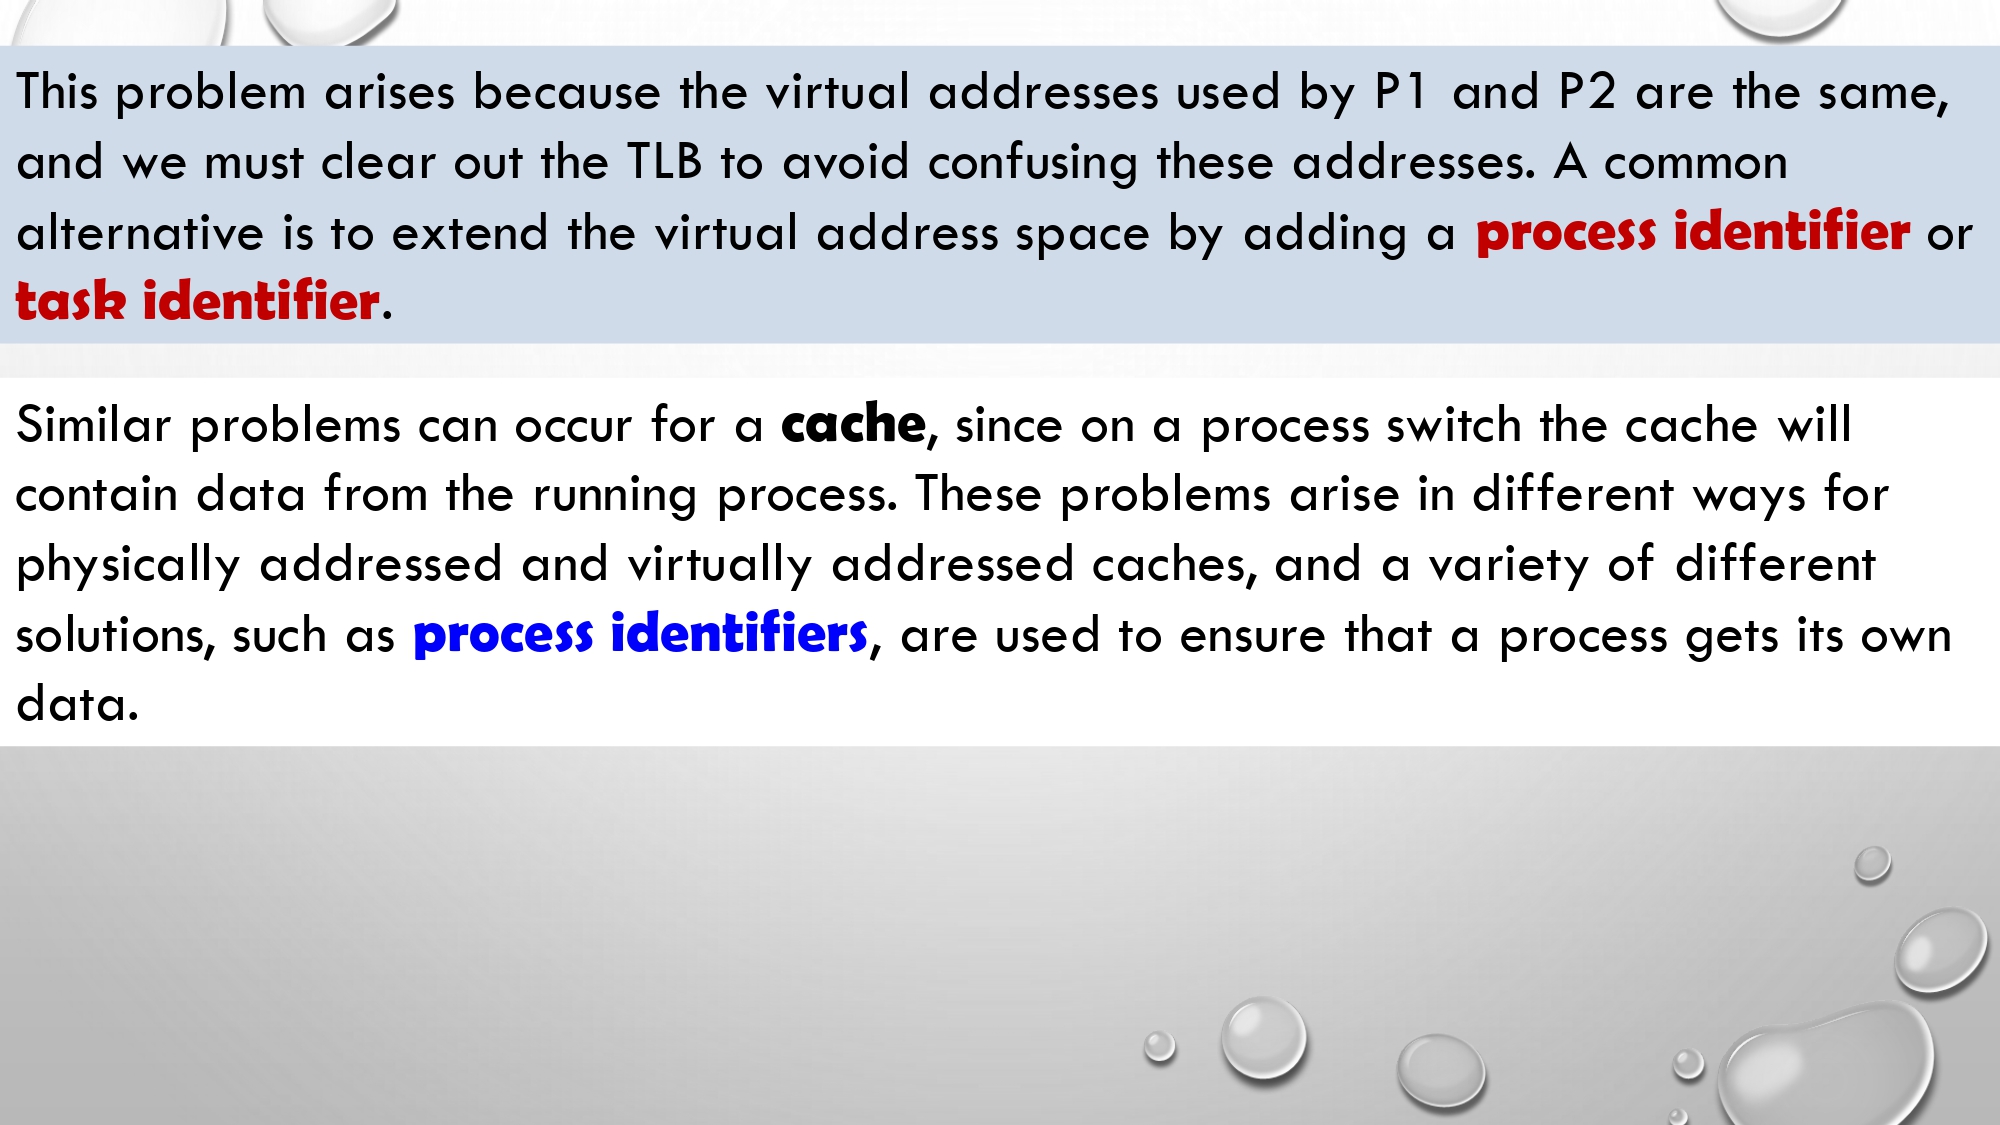 This problem arises because the virtual addresses used by P1 and P2 are the same,
and we must clear out the TLB to avoid confusing these addresses. A common
alternative is to extend the virtual address space by adding a process identifier or
task identifier.
Similar problems can occur for a cache, since on a process switch the cache will
contain data from the running process. These problems arise in different ways for
physically addressed and virtually addressed caches, and a variety of different
solutions, such as process identifiers, are used to ensure that a process gets its own
data.